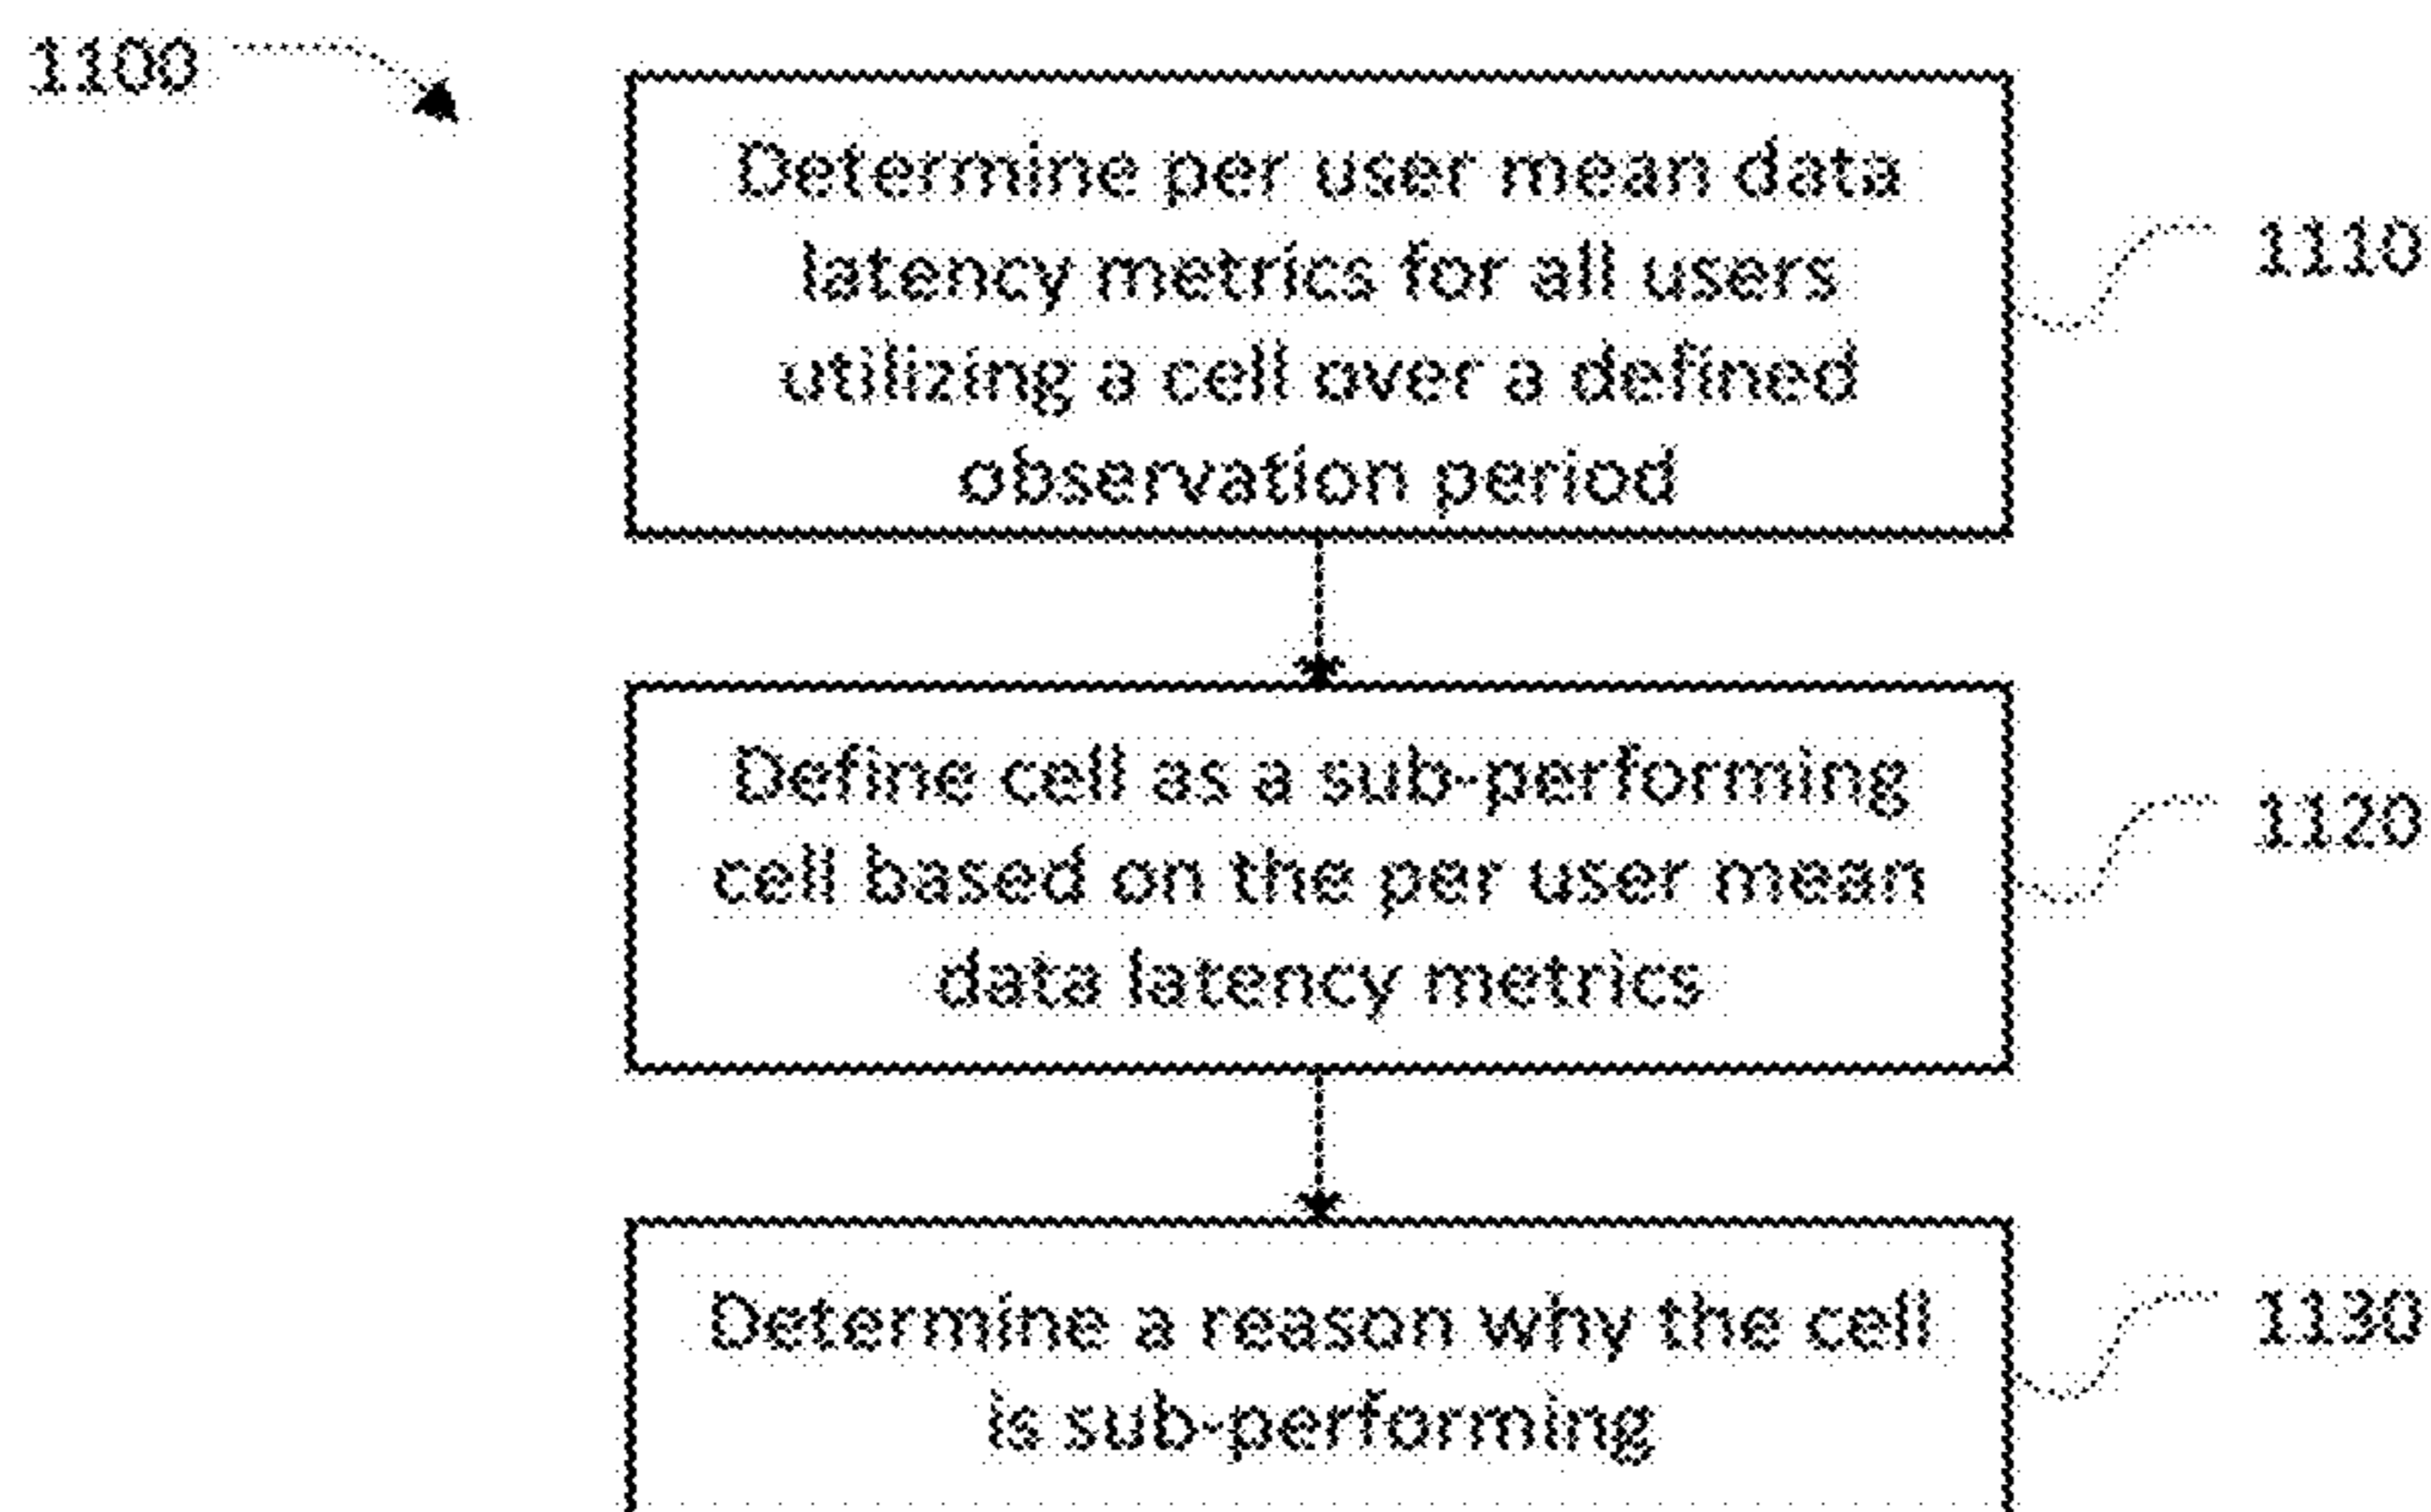 1100
Determine per user mean data
latency metrics for all users
utilizing a cell over a defined
observation period
1110
Define cell as a sub-performing
cell based on the per user mean
data latency metrics
1120
Determine a reason why the cell
is sub-performing
1130